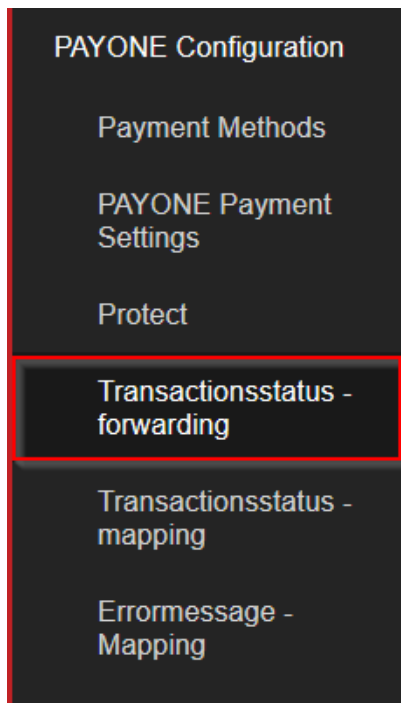 PAYONE Configuration
Payment Methods
PAYONE Payment
Settings
Protect
Transactionsstatus -
forwarding
Transactionsstatus -
mapping
Errormessage -
Mapping